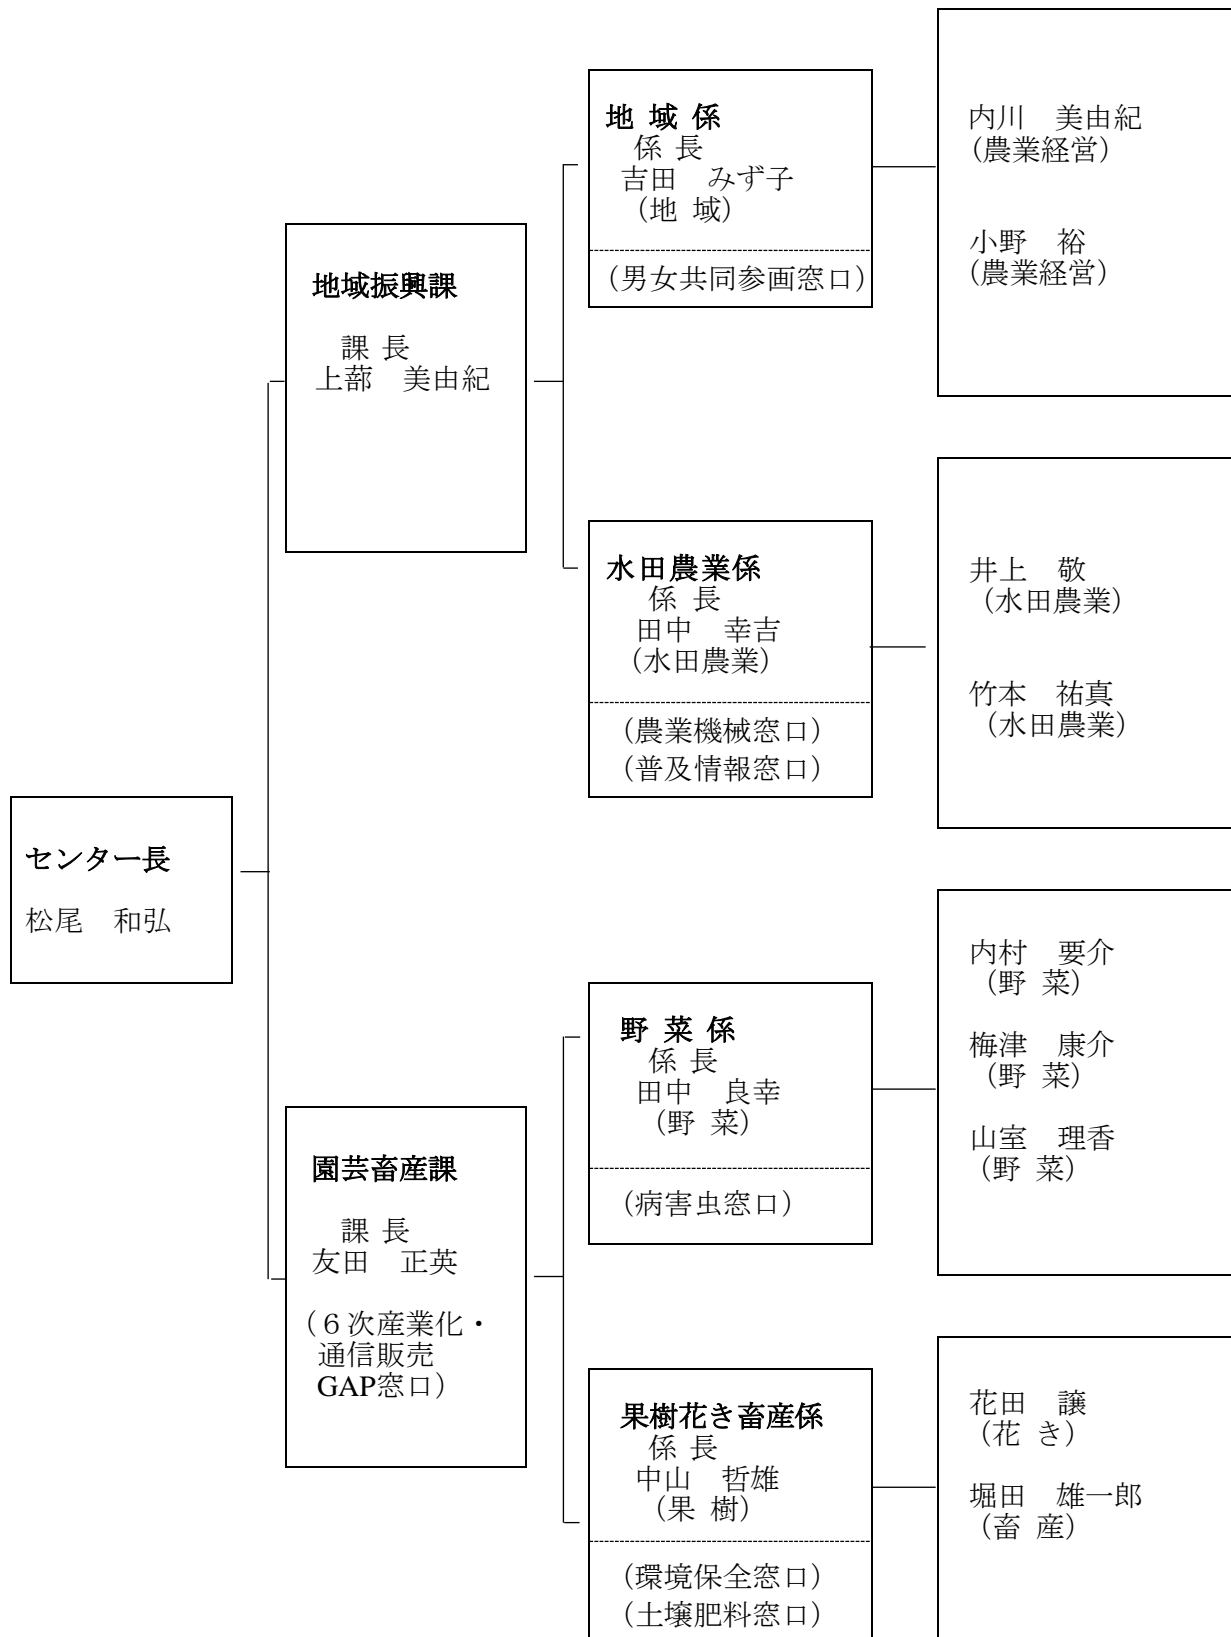 センター長
松尾 和弘
地域振興課
課 長
上蔀 美由紀
地 域 係
係 長
吉田 みず子
(地 域)
(男女共同参画窓口)
内川 美由紀
(農業経営)
小野 裕
(農業経営)
水田農業係
係 長
田中 幸吉
(水田農業)
(農業機械窓口)
(普及情報窓口)
井上 敬
(水田農業)
竹本 祐真
(水田農業)
園芸畜産課
課 長
友田 正英
(６次産業化・
通信販売
GAP窓口)
野 菜 係
係 長
田中 良幸
(野 菜)
(病害虫窓口)
内村 要介
(野 菜)
梅津 康介
(野 菜)
山室 理香
(野 菜)
果樹花き畜産係
係 長
中山 哲雄
(果 樹)
(環境保全窓口)
(土壌肥料窓口)
花田 譲
(花 き)
堀田 雄一郎
(畜 産)